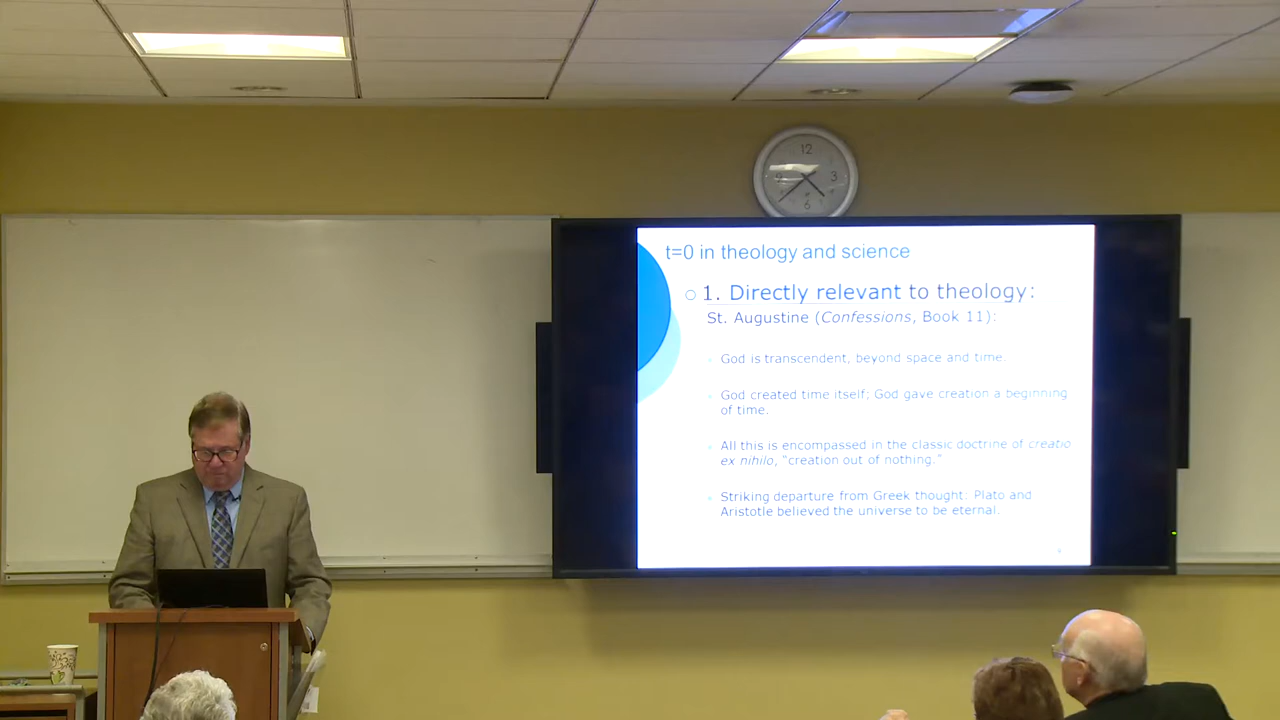 12
9
3
6
t=0 in theology and science
1. Directly relevant to theology:
St. Augustine (Confessions, Book 11):
God is transcendent, beyond space and time.
God created time itself; God gave creation a beginning
of time.
All this is encompassed in the classic doctrine of creatio
ex nihilo, “creation out of nothing.”
Striking departure from Greek thought: Plato and
Aristotle believed the universe to be eternal.